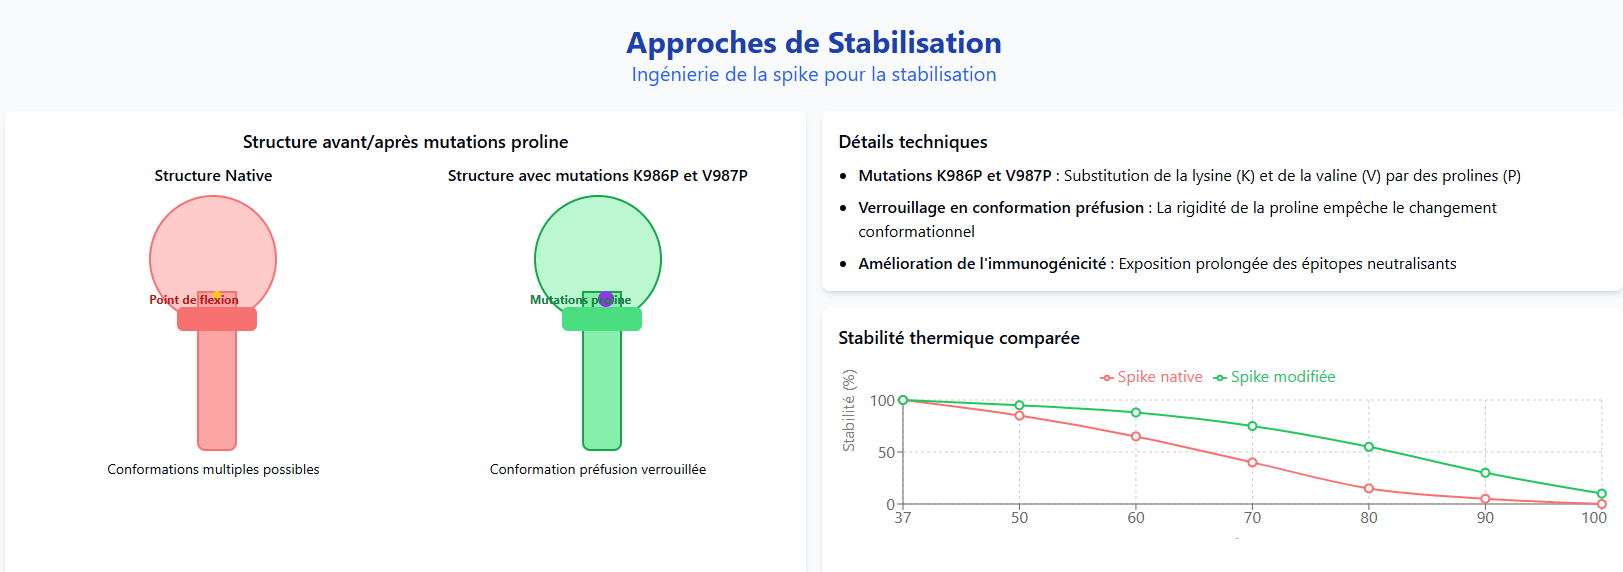 Approches de Stabilisation
Ingénierie de la spike pour la stabilisation
Structure avant/après mutations proline
Structure Native
Structure avec mutations K986P et V987P
Point de flexion
Mutations proline
Conformations multiples possibles
Conformation préfusion verrouillée
Détails techniques
• Mutations K986P et V987P : Substitution de la lysine (K) et de la valine (V) par des prolines (P)
• Verrouillage en conformation préfusion : La rigidité de la proline empêche le changement
conformationnel
• Amélioration de l'immunogénicité : Exposition prolongée des épitopes neutralisants
Stabilité thermique comparée
Spike native Spike modifiée
Stabilité (%)
100
50
0
37 50 60 70 80 90 100